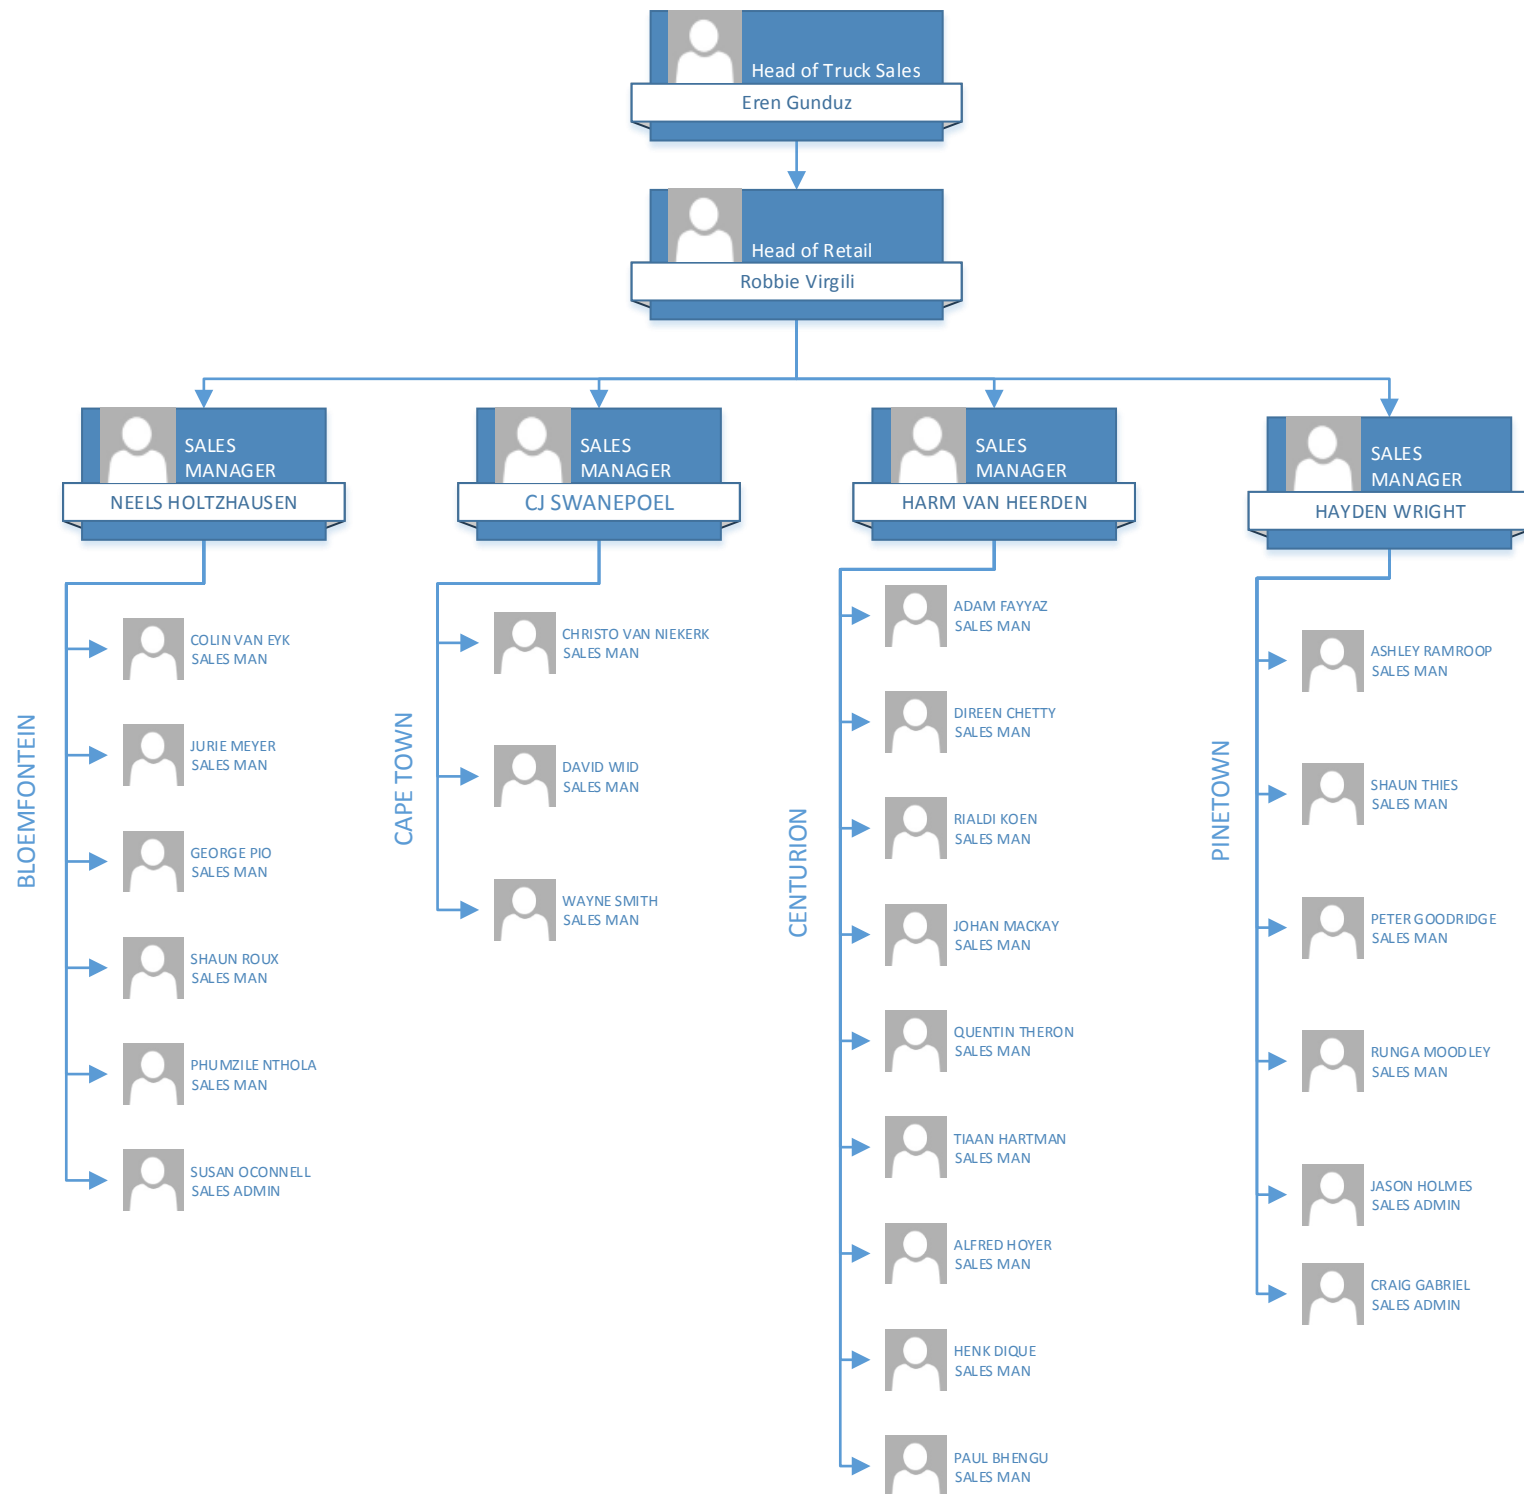 Head of Truck Sales
Eren Gunduz
Head of Retail
Robbie Virgili
SALES
MANAGER
NEELS HOLTZHAUSEN
SALES
MANAGER
CJ SWANEPOEL
SALES
MANAGER
HARM VAN HEERDEN
SALES
MANAGER
HAYDEN WRIGHT
BLOEMFONTEIN
COLIN VAN EYK
SALES MAN
JURIE MEYER
SALES MAN
GEORGE PIO
SALES MAN
SHAUN ROUX
SALES MAN
PHUMZILE NTHOLA
SALES MAN
SUSAN OCONNELL
SALES ADMIN
CAPE TOWN
CHRISTO VAN NIEKERK
SALES MAN
DAVID WIID
SALES MAN
WAYNE SMITH
SALES MAN
CENTURION
ADAM FAYYAZ
SALES MAN
DIREEN CHETTY
SALES MAN
RIALDI KOEN
SALES MAN
JOHAN MACKAY
SALES MAN
QUENTIN THERON
SALES MAN
TIAAN HARTMAN
SALES MAN
ALFRED HOYER
SALES MAN
HENK DIQUE
SALES MAN
PAUL BHENGU
SALES MAN
PINETOWN
ASHLEY RAMROOP
SALES MAN
SHAUN THIES
SALES MAN
PETER GOODRIDGE
SALES MAN
RUNGA MOODLEY
SALES MAN
JASON HOLMES
SALES ADMIN
CRAIG GABRIEL
SALES ADMIN